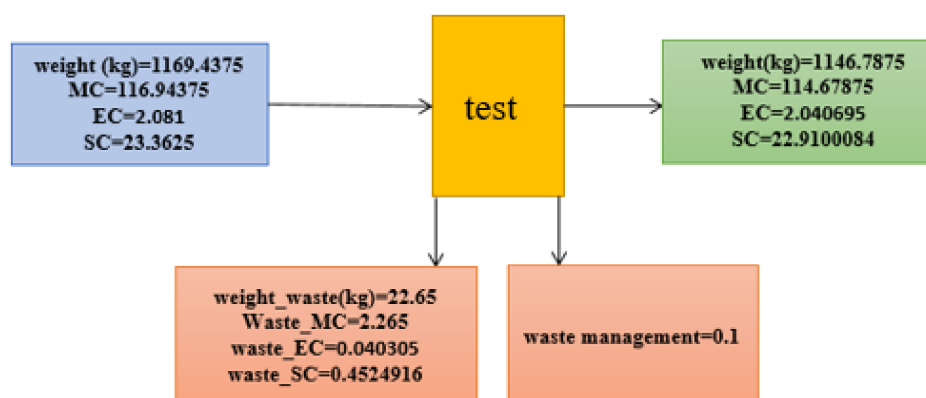 weight (kg)=1169.4375
MC=116.94375
EC=2.081
SC=23.3625
test
weight(kg)=1146.7875
MC=114.67875
EC=2.040695
SC=22.9100084
weight_waste(kg)=22.65
Waste_MC=2.265
waste_EC=0.040305
waste_SC=0.4524916
waste management=0.1